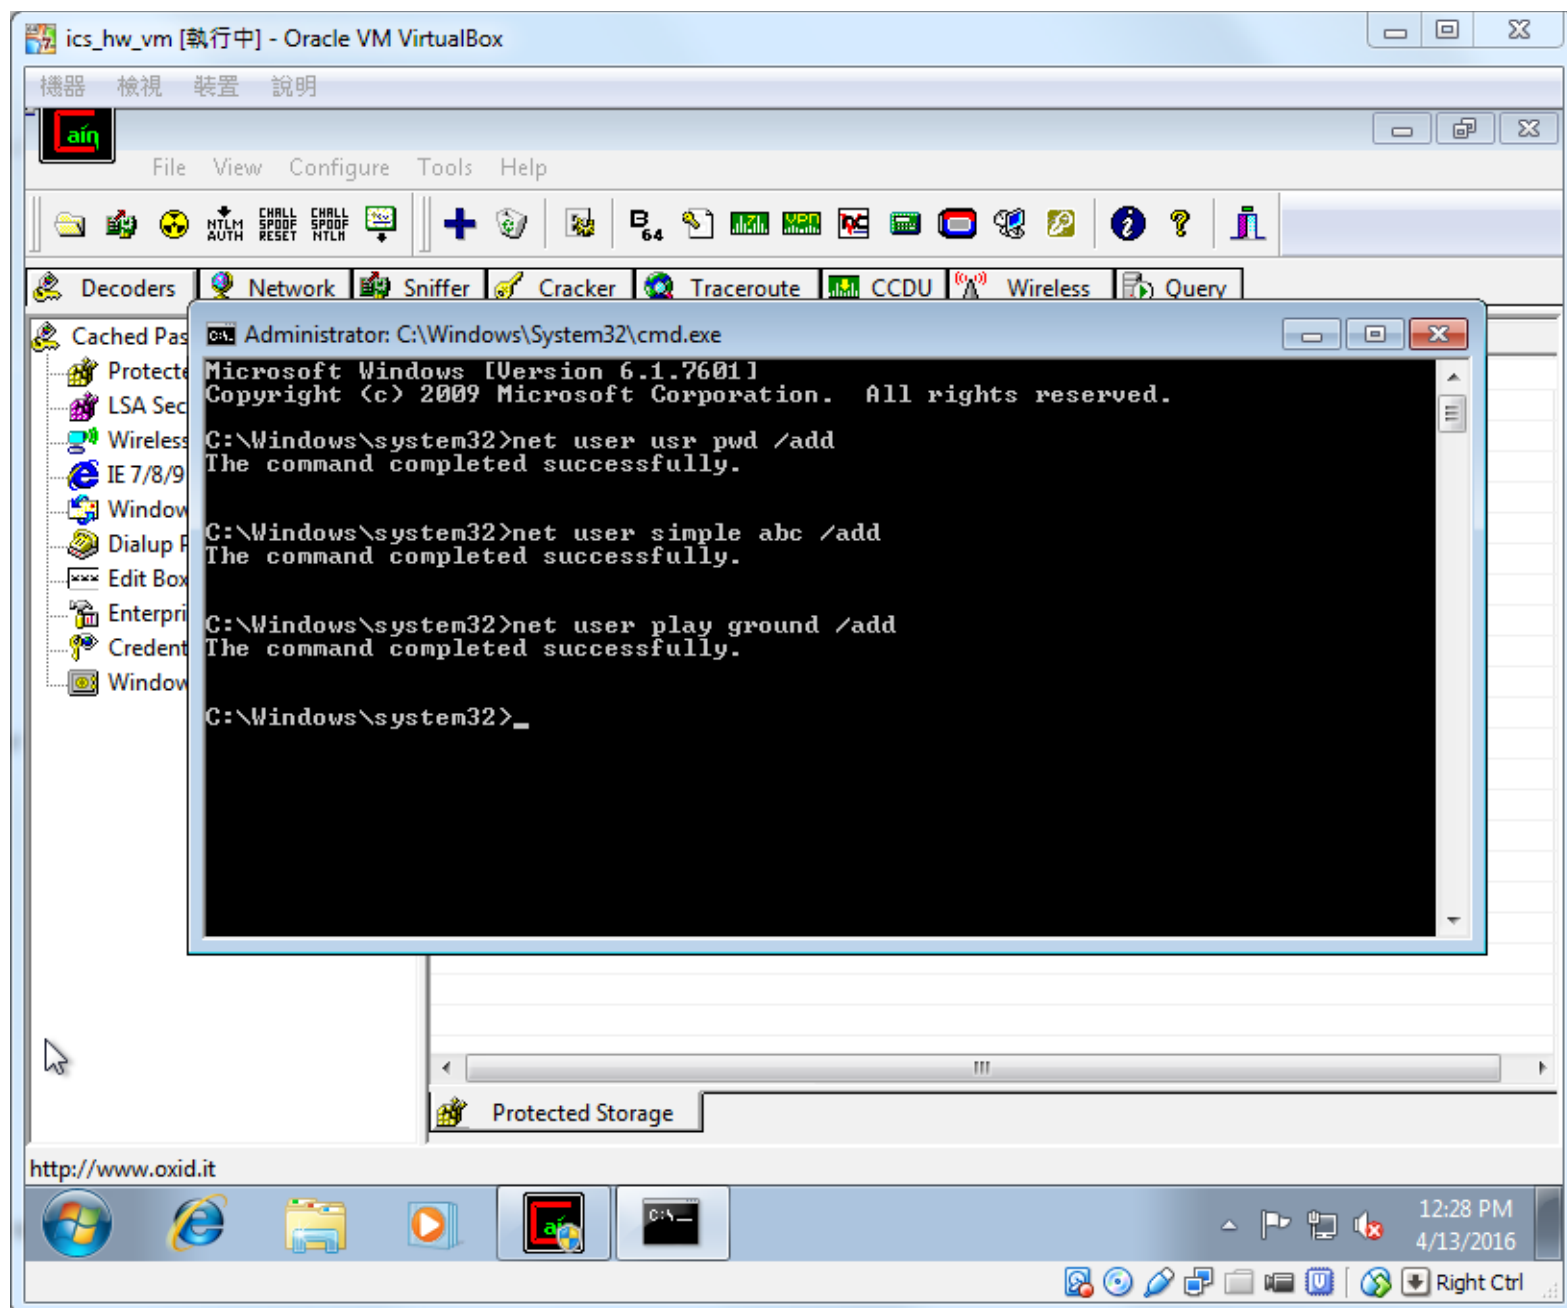 ics_hw_vm [執行中] - Oracle VM VirtualBox
機器 檢視 裝置 說明
Cain
File View Configure Tools Help
NTLM AUTH CHALL SPOOF RESET CHALL SPOOF NTLM B64 VPN
Decoders Network Sniffer Cracker Traceroute CCDU Wireless Query
Cached Pas
Protecte
LSA Sec
Wireless
IE 7/8/9
Window
Dialup P
Edit Box
Enterpri
Credent
Window
Administrator: C:\Windows\System32\cmd.exe
Microsoft Windows [Version 6.1.7601]
Copyright (c) 2009 Microsoft Corporation.  All rights reserved.
C:\Windows\system32>net user usr pwd /add
The command completed successfully.
C:\Windows\system32>net user simple abc /add
The command completed successfully.
C:\Windows\system32>net user play ground /add
The command completed successfully.
C:\Windows\system32>_
Protected Storage
http://www.oxid.it
12:28 PM
4/13/2016
Right Ctrl